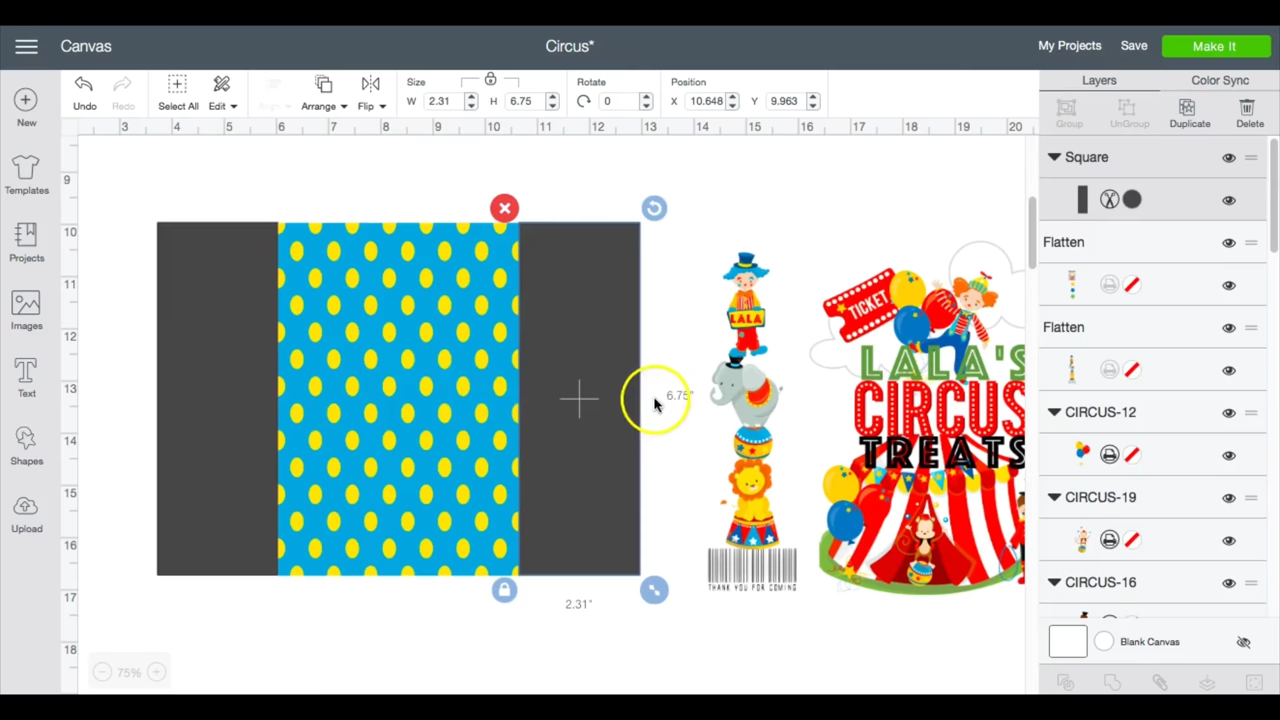 Canvas
Circus*
My Projects
Save
Make It
New
Templates
Projects
Images
Text
Shapes
Upload
Undo
Redo
Select All
Edit
Arrange
Flip
Size
W 2.31
H 6.75
Rotate
0
Position
X 10.648
Y 9.963
Layers
Color Sync
Group
UnGroup
Duplicate
Delete
3 4 5 6 7 8 9 10 11 12 13 14 15 16 17 18 19 20
9
10
11
12
13
14
15
16
17
18
6.75"
2.31"
75%
LALA
THANK YOU FOR COMING
TICKET
LALA'S
CIRCUS
TREATS
Square
Flatten
Flatten
CIRCUS-12
CIRCUS-19
CIRCUS-16
Blank Canvas